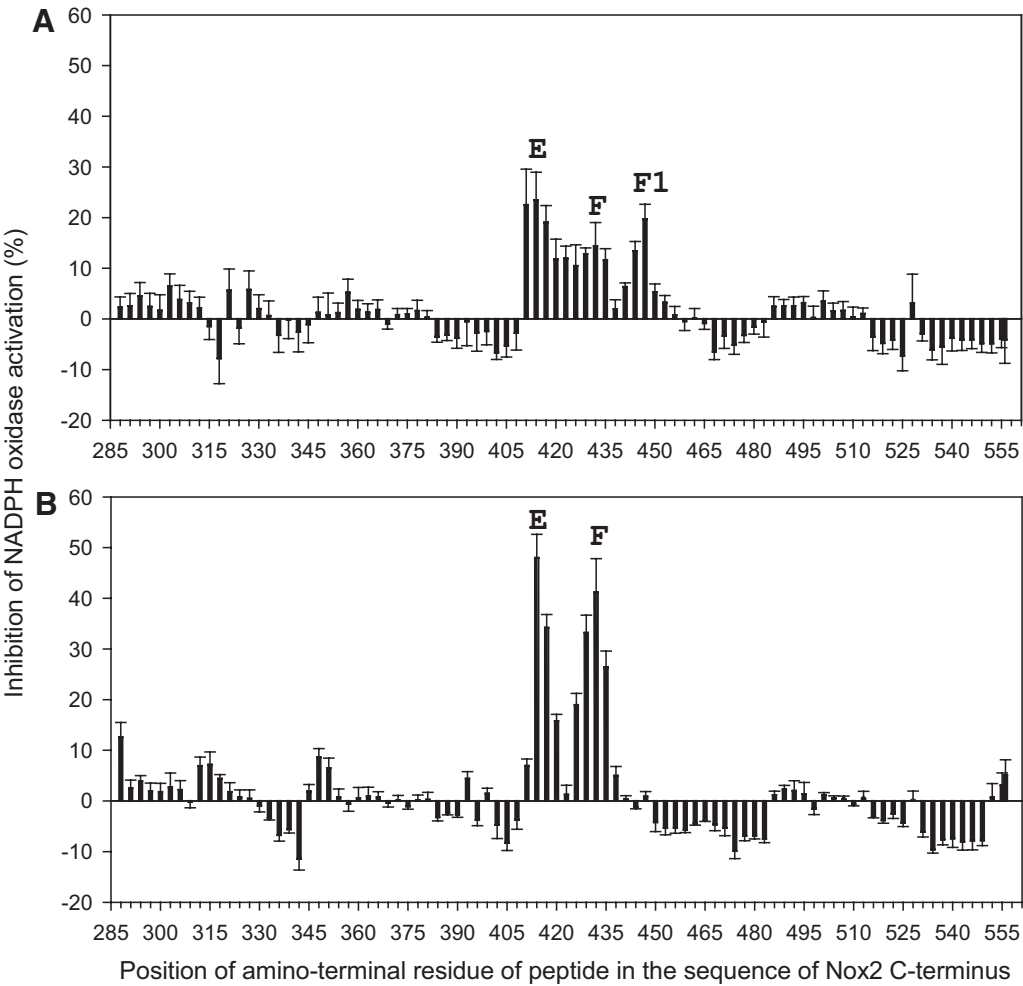 A
60
50
40
30
20
10
0
-10
-20
E
F
F1
285 300 315 330 345 360 375 390 405 420 435 450 465 480 495 510 525 540 555
Inhibition of NADPH oxidase activation (%)
B
60
50
40
30
20
10
0
-10
-20
E
F
285 300 315 330 345 360 375 390 405 420 435 450 465 480 495 510 525 540 555
Position of amino-terminal residue of peptide in the sequence of Nox2 C-terminus